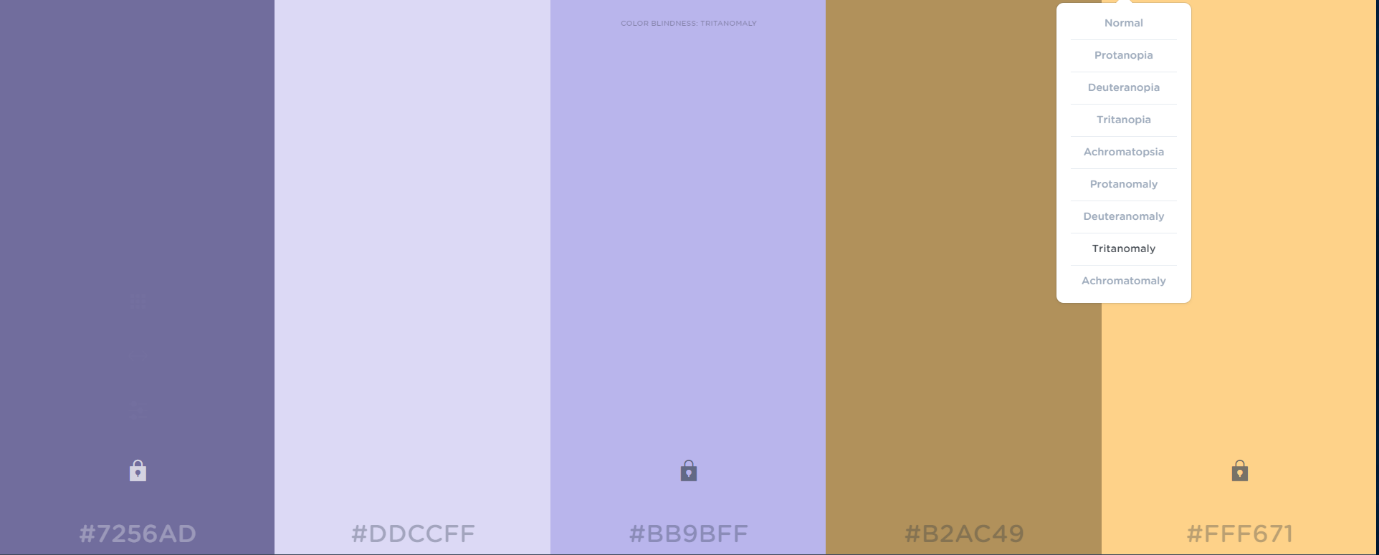 COLOR BLINDNESS: TRITANOMALY
Normal
Protanopia
Deuteranopia
Tritanopia
Achromatopsia
Protanomaly
Deuteranomaly
Tritanomaly
Achromatomaly
#7256AD
#DDCCFF
#BB9BFF
#B2AC49
#FFF671